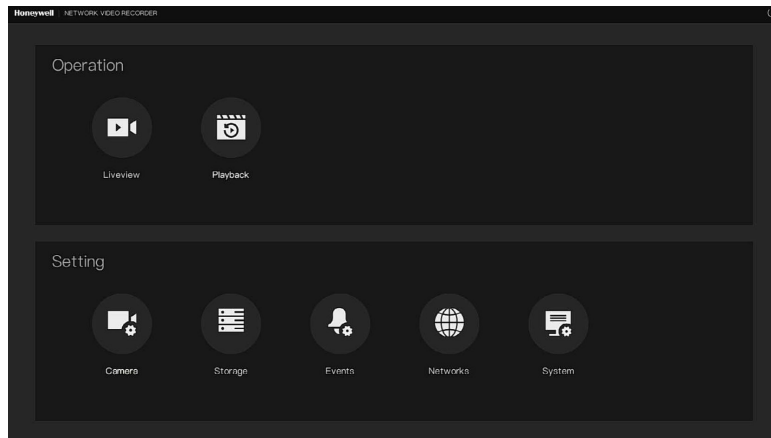 Honeywell NETWORK VIDEO RECORDER
Operation
Liveview Playback
Setting
Camera Storage Events Networks System